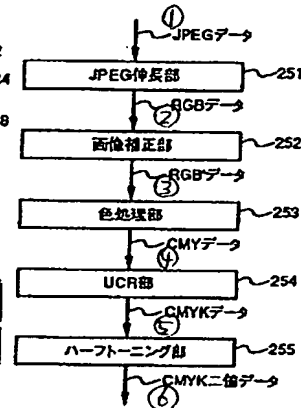 ①
JPEGデータ
JPEG伸長部 251
RGBデータ
②
8
画像補正部 252
RGBデータ
③
色処理部 253
CMYデータ
④
UCR部 254
CMYKデータ
⑤
ハーフトーニング部 255
CMYK二値データ
⑥